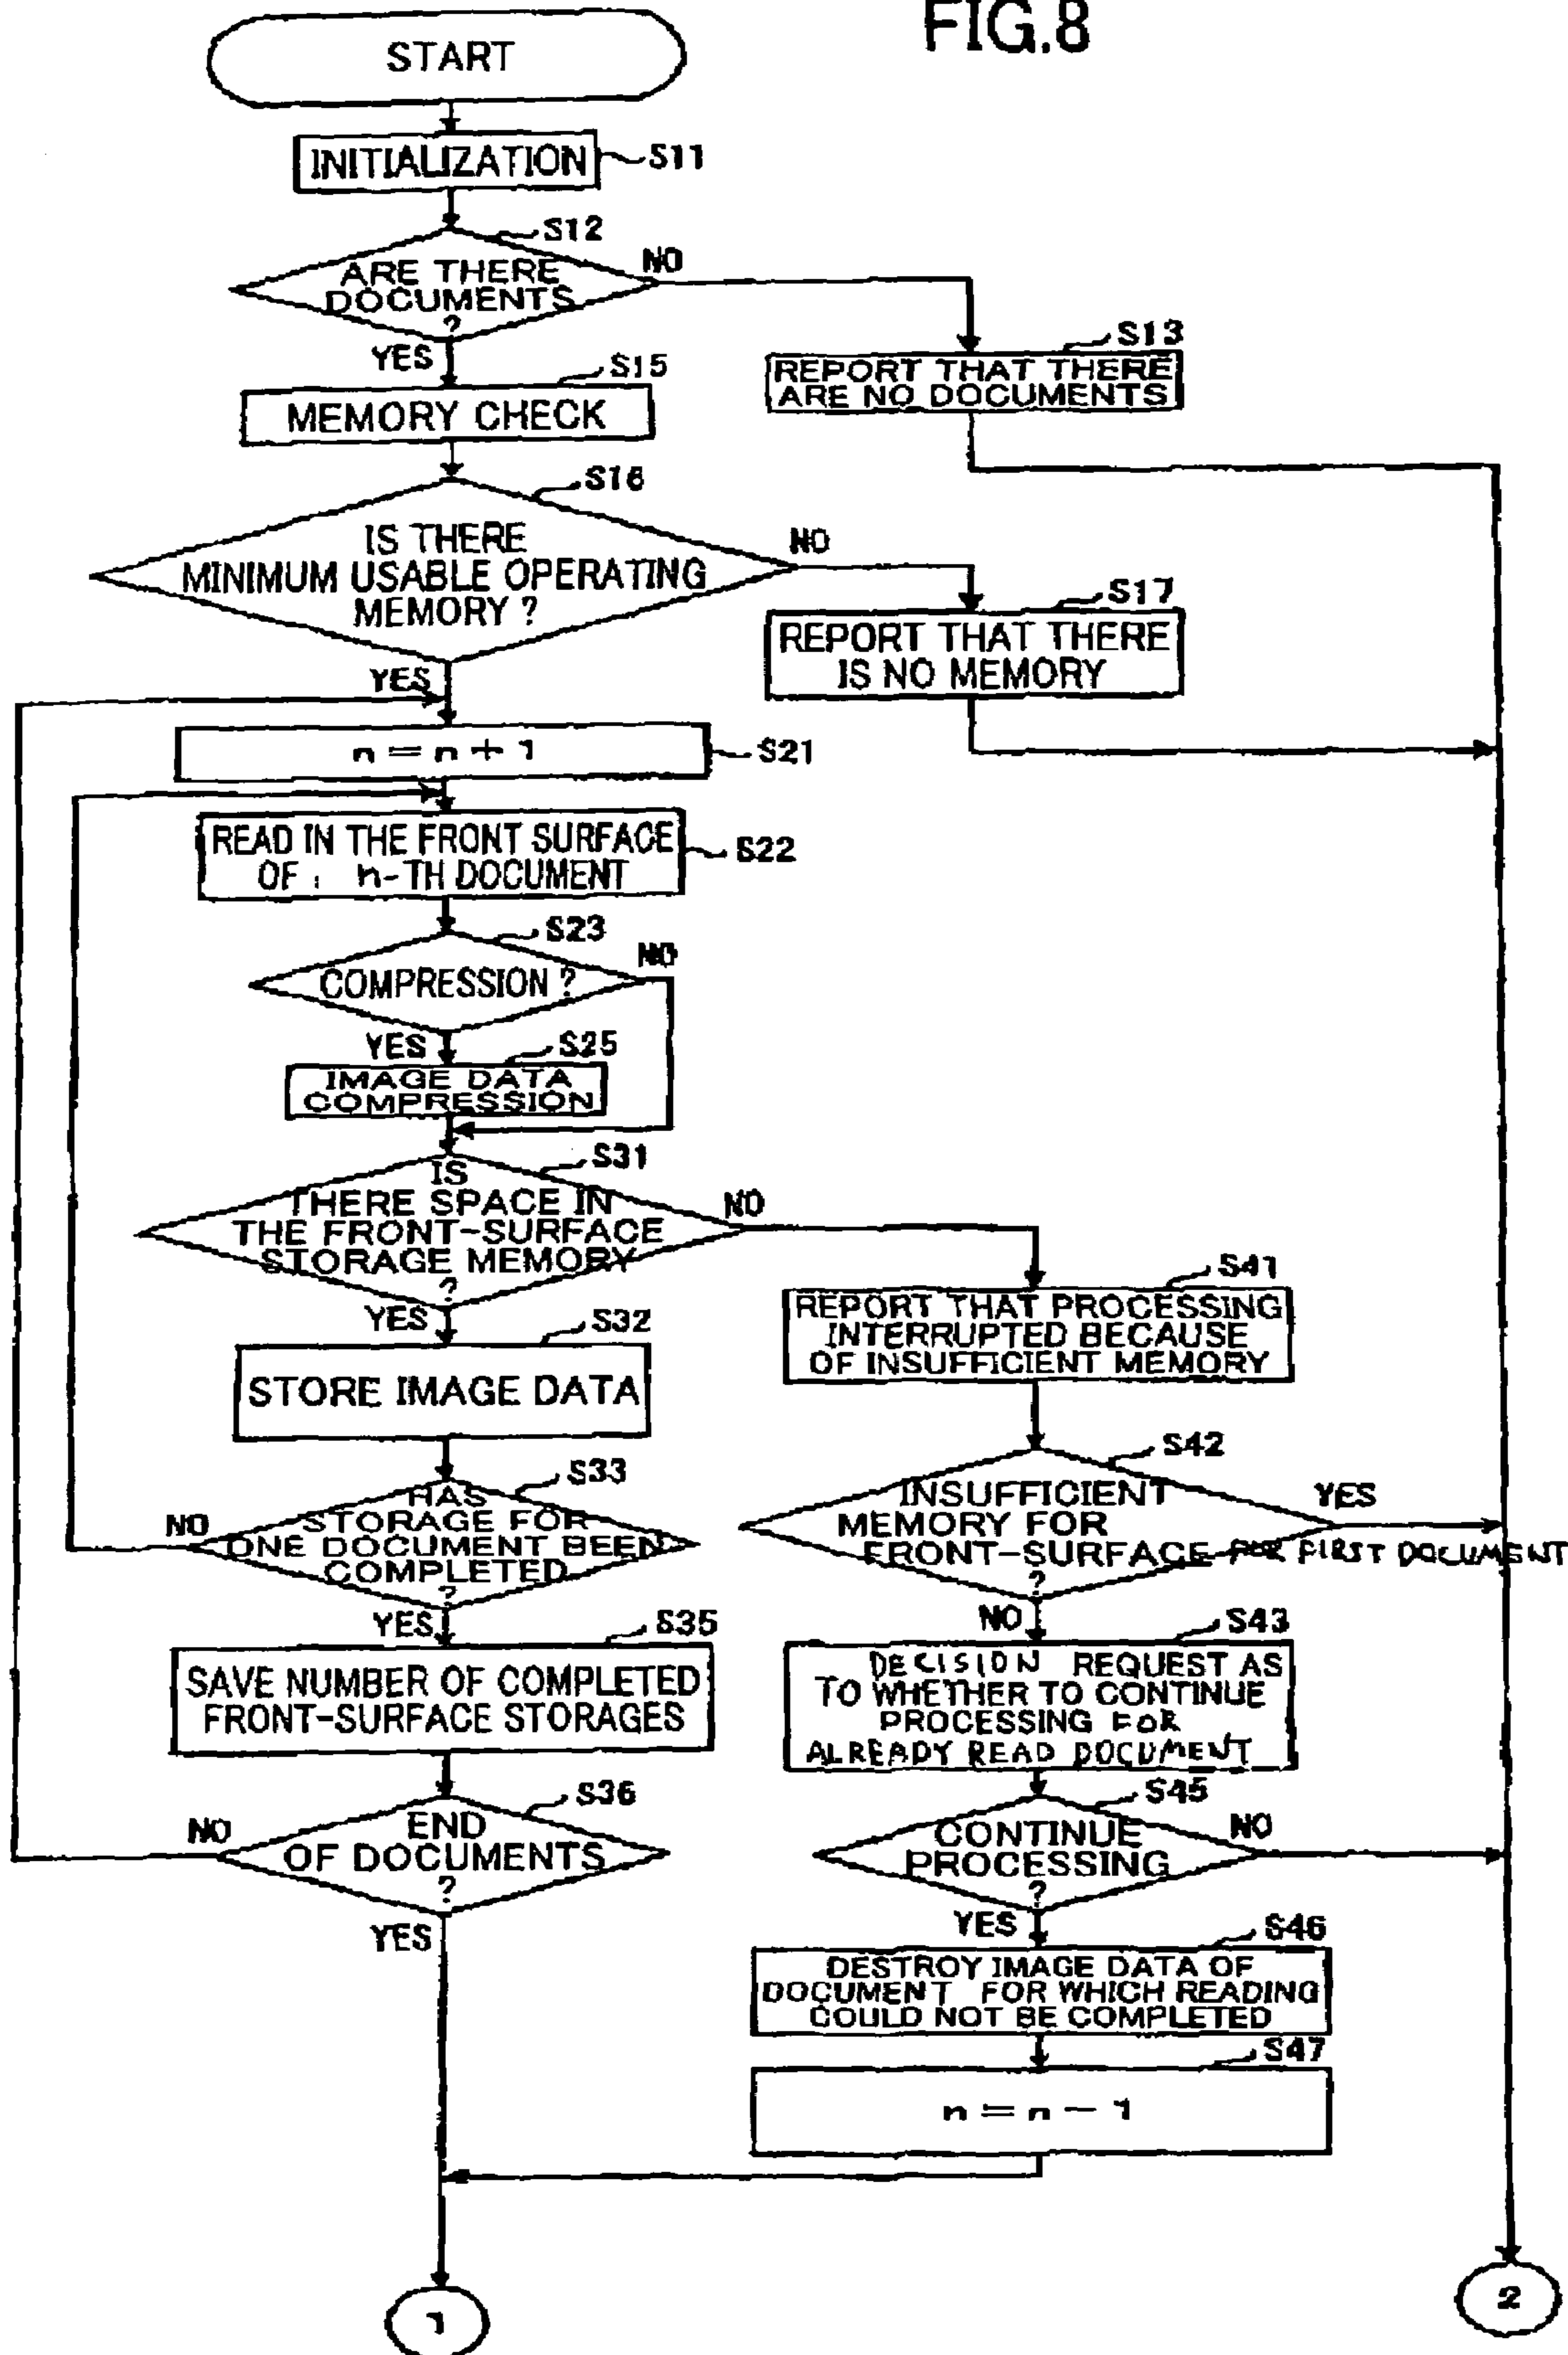 FIG.8
START
INITIALIZATION
S11
S12
ARE THERE
DOCUMENTS
?
NO
YES
S13
REPORT THAT THERE
ARE NO DOCUMENTS
S15
MEMORY CHECK
S16
IS THERE
MINIMUM USABLE OPERATING
MEMORY ?
NO
YES
S17
REPORT THAT THERE
IS NO MEMORY
n = n + 1
S21
READ IN THE FRONT SURFACE
OF n-TH DOCUMENT
S22
S23
COMPRESSION ?
NO
YES
S25
IMAGE DATA
COMPRESSION
S31
IS
THERE SPACE IN
THE FRONT-SURFACE
STORAGE MEMORY
?
NO
YES
S32
STORE IMAGE DATA
S33
HAS
STORAGE FOR
ONE DOCUMENT BEEN
COMPLETED
?
NO
YES
S35
SAVE NUMBER OF COMPLETED
FRONT-SURFACE STORAGES
S36
END
OF DOCUMENTS
?
NO
YES
S41
REPORT THAT PROCESSING
INTERRUPTED BECAUSE
OF INSUFFICIENT MEMORY
S42
INSUFFICIENT
MEMORY FOR
FRONT-SURFACE FOR FIRST DOCUMENT
?
YES
NO
S43
DECISION REQUEST AS
TO WHETHER TO CONTINUE
PROCESSING FOR
ALREADY READ DOCUMENT
S45
CONTINUE
PROCESSING
?
NO
YES
S46
DESTROY IMAGE DATA OF
DOCUMENT FOR WHICH READING
COULD NOT BE COMPLETED
S47
n = n - 1
1
2